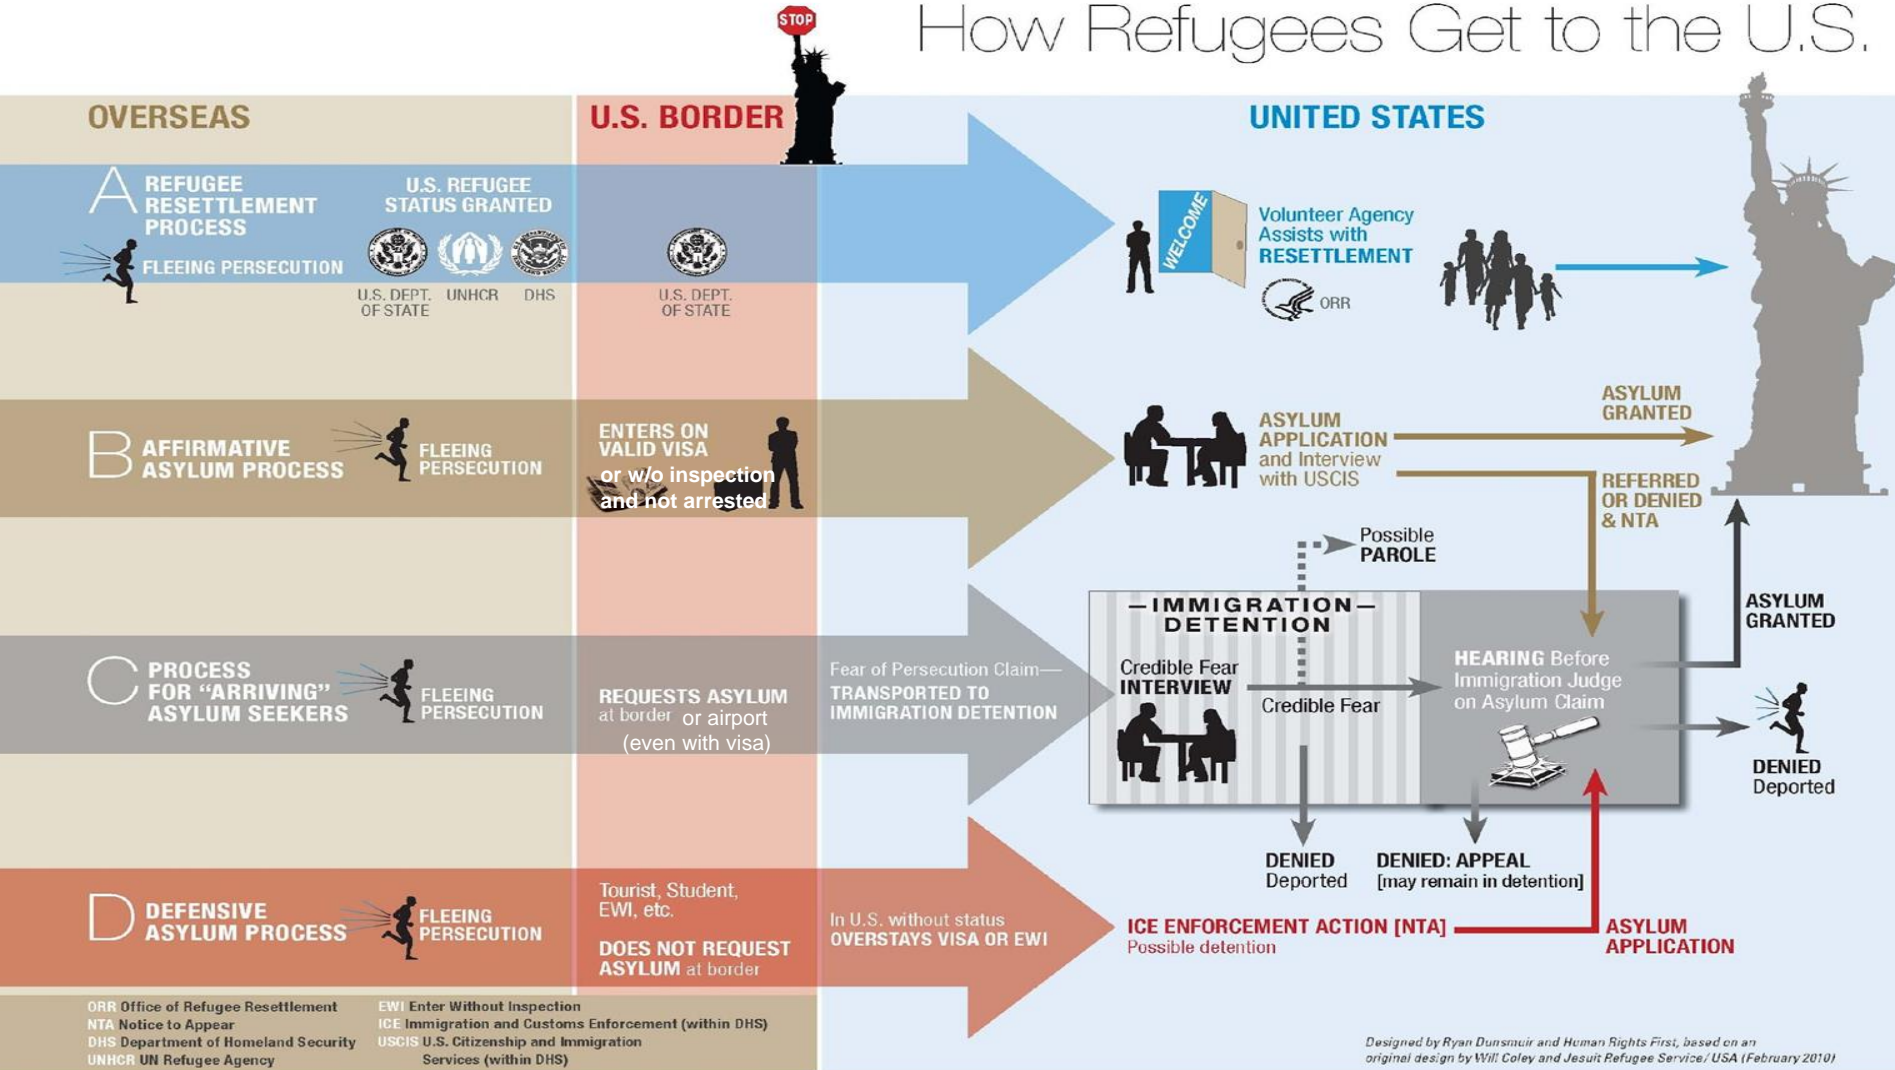 STOP
How Refugees Get to the U.S.
OVERSEAS
U.S. BORDER
UNITED STATES
A
REFUGEE
RESETTLEMENT
PROCESS
FLEEING PERSECUTION
U.S. REFUGEE
STATUS GRANTED
U.S. DEPT.
OF STATE
UNHCR
DHS
U.S. DEPT.
OF STATE
WELCOME
Volunteer Agency
Assists with
RESETTLEMENT
ORR
B
AFFIRMATIVE
ASYLUM PROCESS
FLEEING
PERSECUTION
ENTERS ON
VALID VISA
or w/o inspection
and not arrested
ASYLUM
APPLICATION
and Interview
with USCIS
ASYLUM
GRANTED
REFERRED
OR DENIED
& NTA
Possible
PAROLE
C
PROCESS
FOR “ARRIVING”
ASYLUM SEEKERS
FLEEING
PERSECUTION
REQUESTS ASYLUM
at border or airport
(even with visa)
Fear of Persecution Claim—
TRANSPORTED TO
IMMIGRATION DETENTION
—IMMIGRATION—
DETENTION
Credible Fear
INTERVIEW
Credible Fear
HEARING Before
Immigration Judge
on Asylum Claim
ASYLUM
GRANTED
DENIED
Deported
DENIED
Deported
DENIED: APPEAL
[may remain in detention]
D
DEFENSIVE
ASYLUM PROCESS
FLEEING
PERSECUTION
Tourist, Student,
EWI, etc.
DOES NOT REQUEST
ASYLUM at border
In U.S. without status
OVERSTAYS VISA OR EWI
ICE ENFORCEMENT ACTION [NTA]
Possible detention
ASYLUM
APPLICATION
ORR Office of Refugee Resettlement
NTA Notice to Appear
DHS Department of Homeland Security
UNHCR UN Refugee Agency
EWI Enter Without Inspection
ICE Immigration and Customs Enforcement (within DHS)
USCIS U.S. Citizenship and Immigration
Services (within DHS)
Designed by Ryan Dunsmuir and Human Rights First, based on an
original design by Will Coley and Jesuit Refugee Service/USA (February 2010)